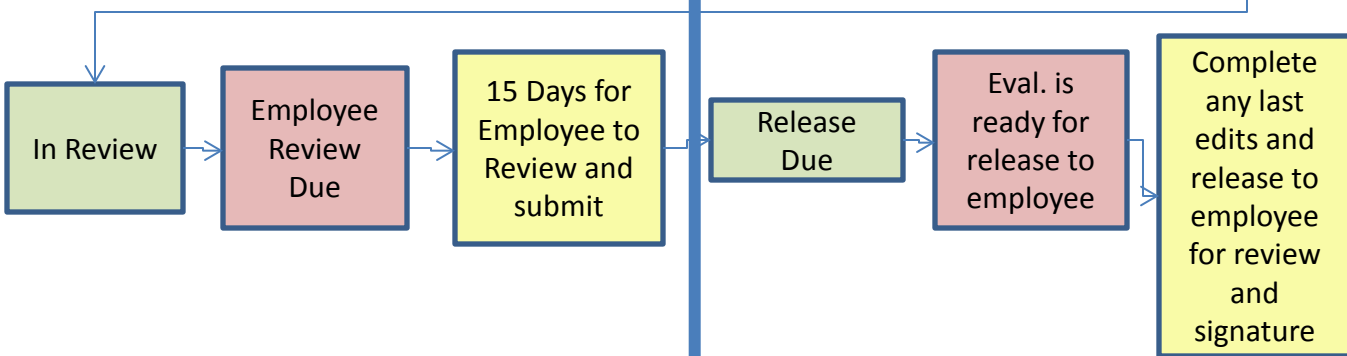 In Review
Employee
Review
Due
15 Days for
Employee to
Review and
submit
Release
Due
Eval. is
ready for
release to
employee
Complete
any last
edits and
release to
employee
for review
and
signature